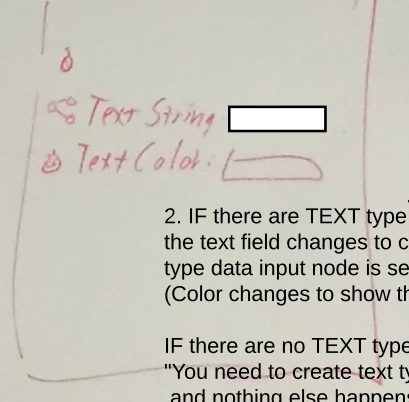 Text String
Text Color:
2. IF there are TEXT type
the text field changes to c
type data input node is se
(Color changes to show th
IF there are no TEXT type
"You need to create text ty
and nothing else happens